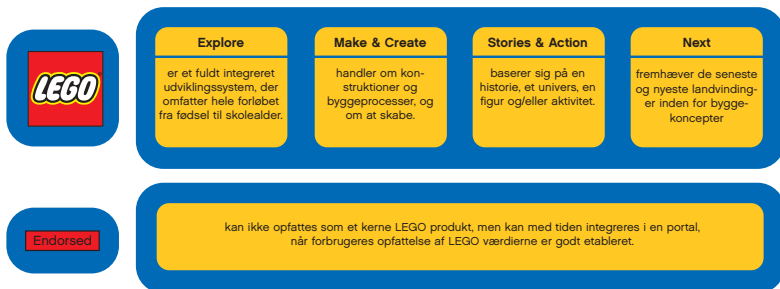 LEGO
Explore
er et fuldt integreret
udviklingssystem, der
omfatter hele forløbet
fra fødsel til skolealder.
Make & Create
handler om kon-
struktioner og
byggeprocesser, og
om at skabe.
Stories & Action
baserer sig på en
historie, et univers, en
figur og/eller aktivitet.
Next
fremhæver de seneste
og nyeste landvinding-
er inden for bygge-
koncepter
Endorsed
kan ikke opfattes som et kerne LEGO produkt, men kan med tiden integreres i en portal,
når forbrugeres opfattelse af LEGO værdierne er godt etableret.